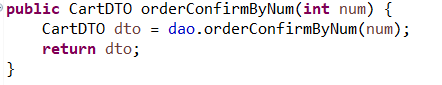 public CartDTO orderConfirmByNum(int num) {
    CartDTO dto = dao.orderConfirmByNum(num);
    return dto;
}